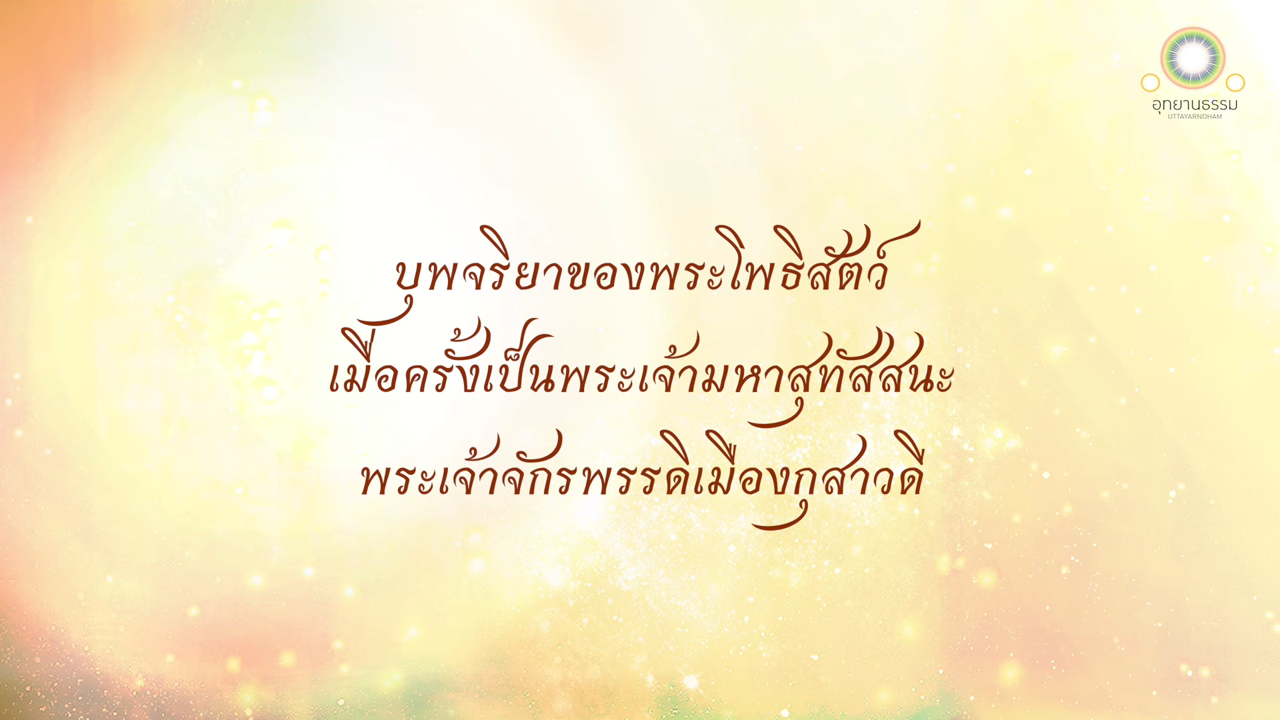 อุทยานธรรม
UTTAYARNDHAM
บุพจริยาของพระโพธิสัตว์
เมื่อครั้งเป็นพระเจ้ามหาสุทัสสนะ
พระเจ้าจักรพรรดิเมืองกุสาวดี